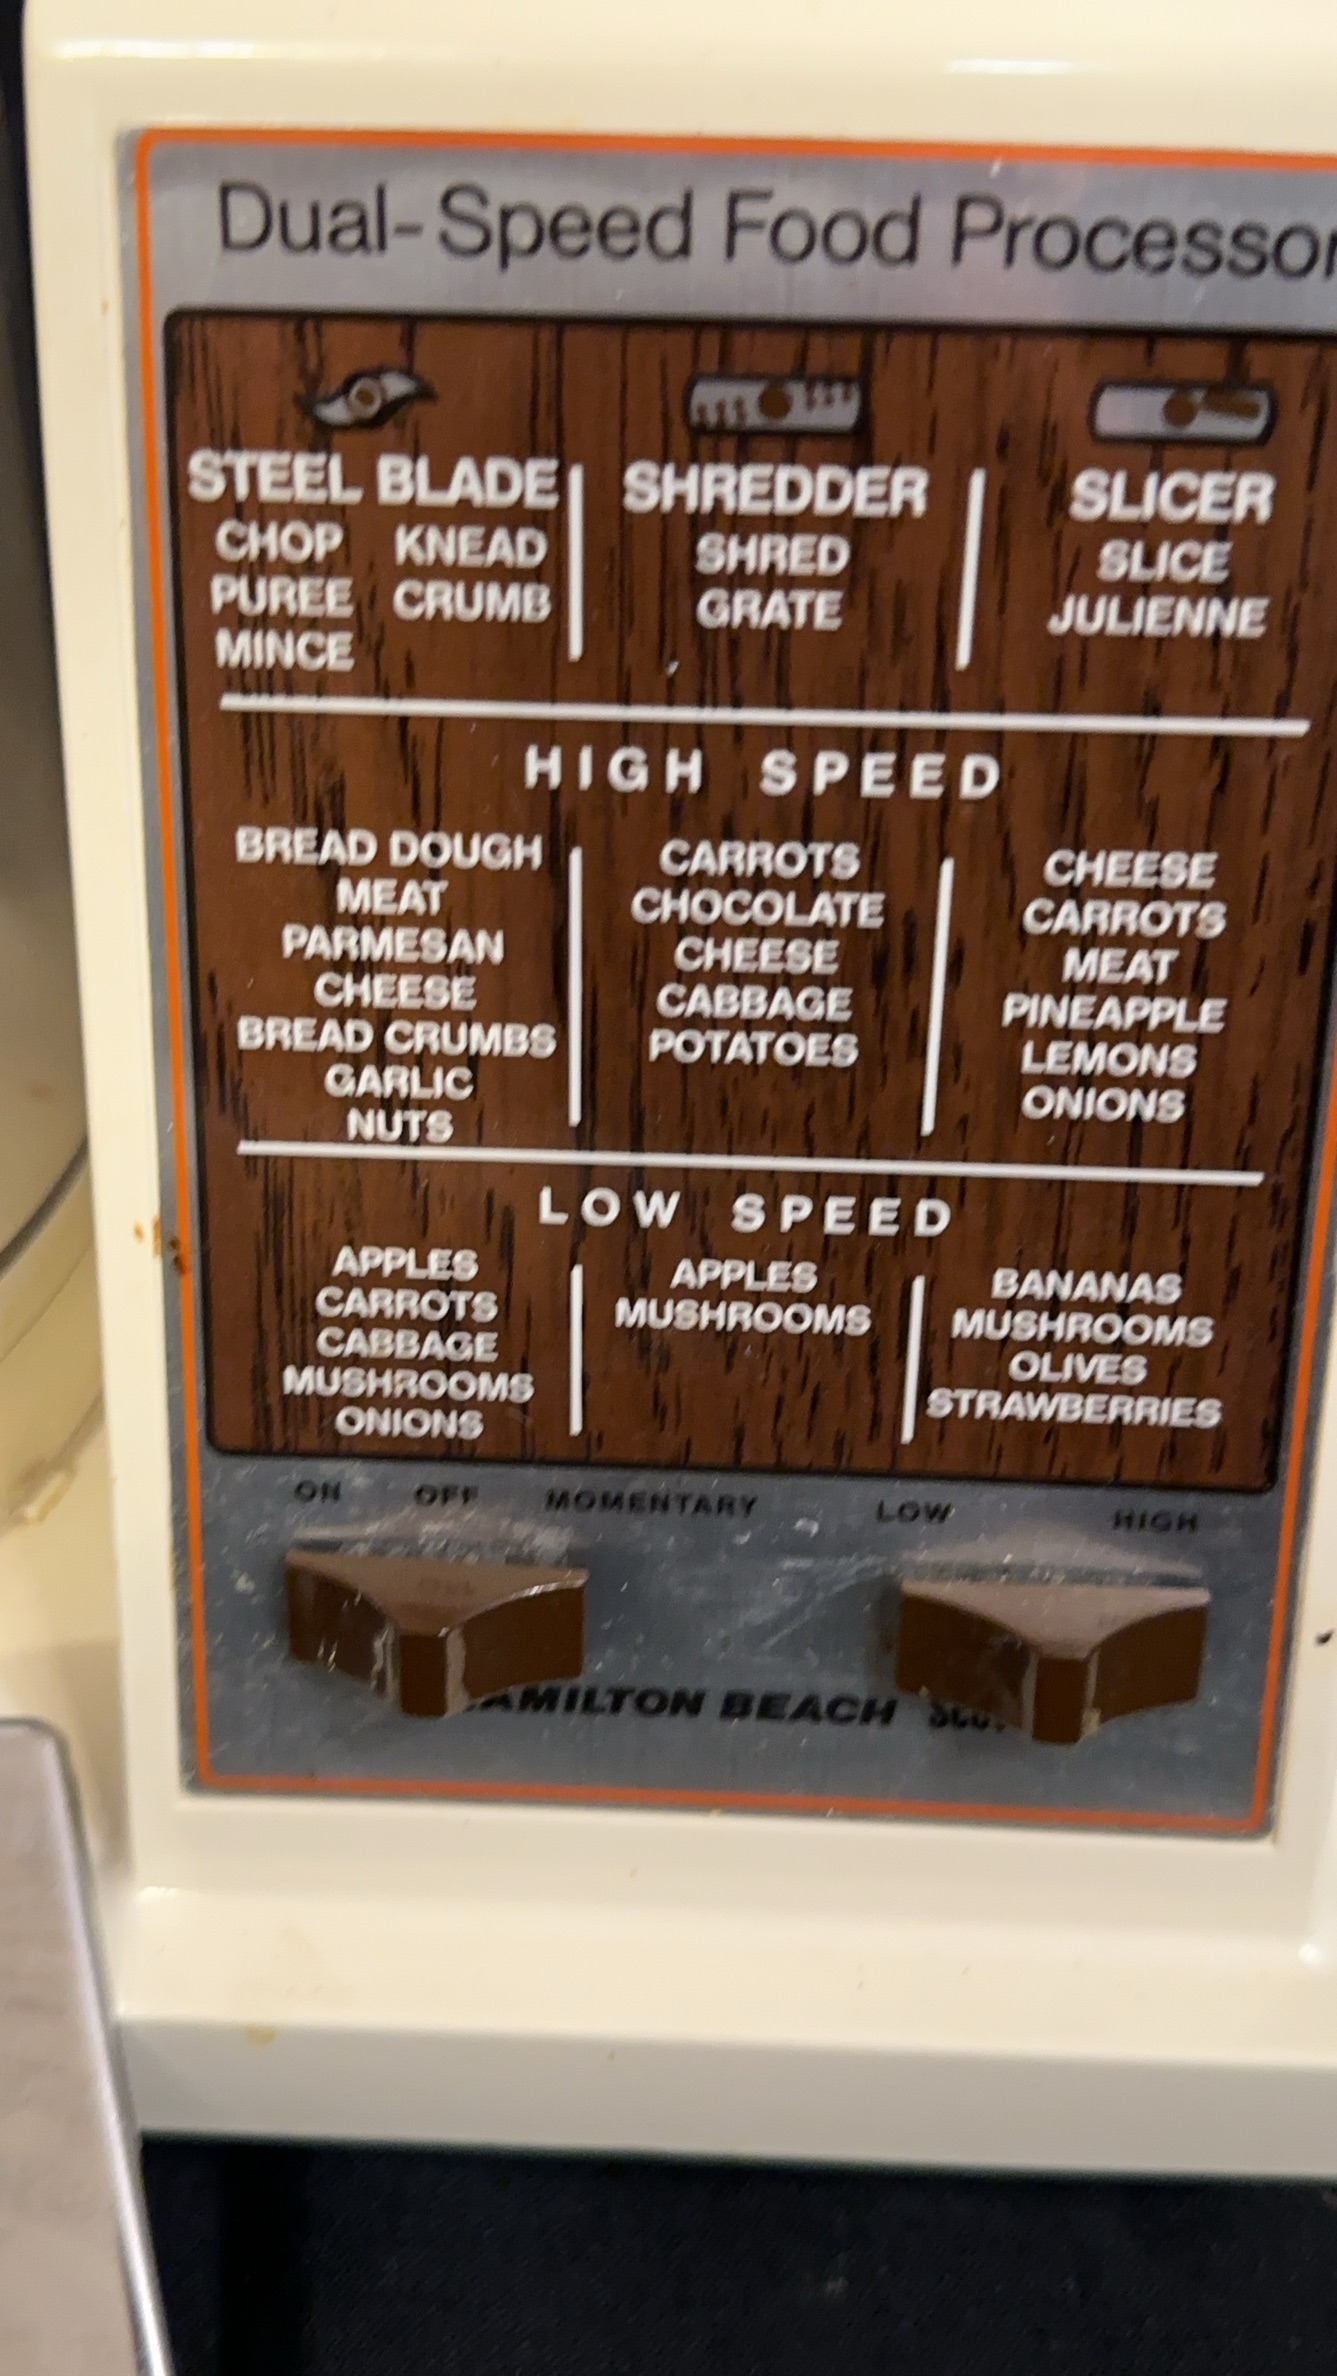 Dual-Speed Food Processor
STEEL BLADE
CHOP KNEAD
PUREE CRUMB
MINCE
SHREDDER
SHRED
GRATE
SLICER
SLICE
JULIENNE
HIGH SPEED
BREAD DOUGH
MEAT
PARMESAN
CHEESE
BREAD CRUMBS
GARLIC
NUTS
CARROTS
CHOCOLATE
CHEESE
CABBAGE
POTATOES
CHEESE
CARROTS
MEAT
PINEAPPLE
LEMONS
ONIONS
LOW SPEED
APPLES
CARROTS
CABBAGE
MUSHROOMS
ONIONS
APPLES
MUSHROOMS
BANANAS
MUSHROOMS
OLIVES
STRAWBERRIES
ON OFF MOMENTARY LOW HIGH
AMILTON BEACH